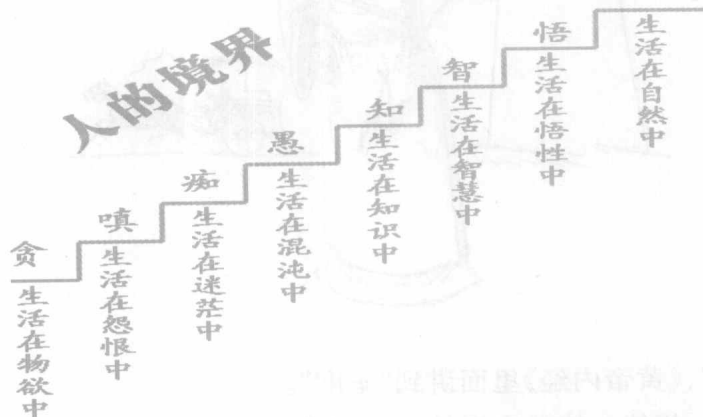 人的境界
贪
生活在物欲中
嗔
生活在怨恨中
痴
生活在迷茫中
愚
生活在混沌中
知
生活在知识中
智
生活在智慧中
悟
生活在悟性中
生活在自然中